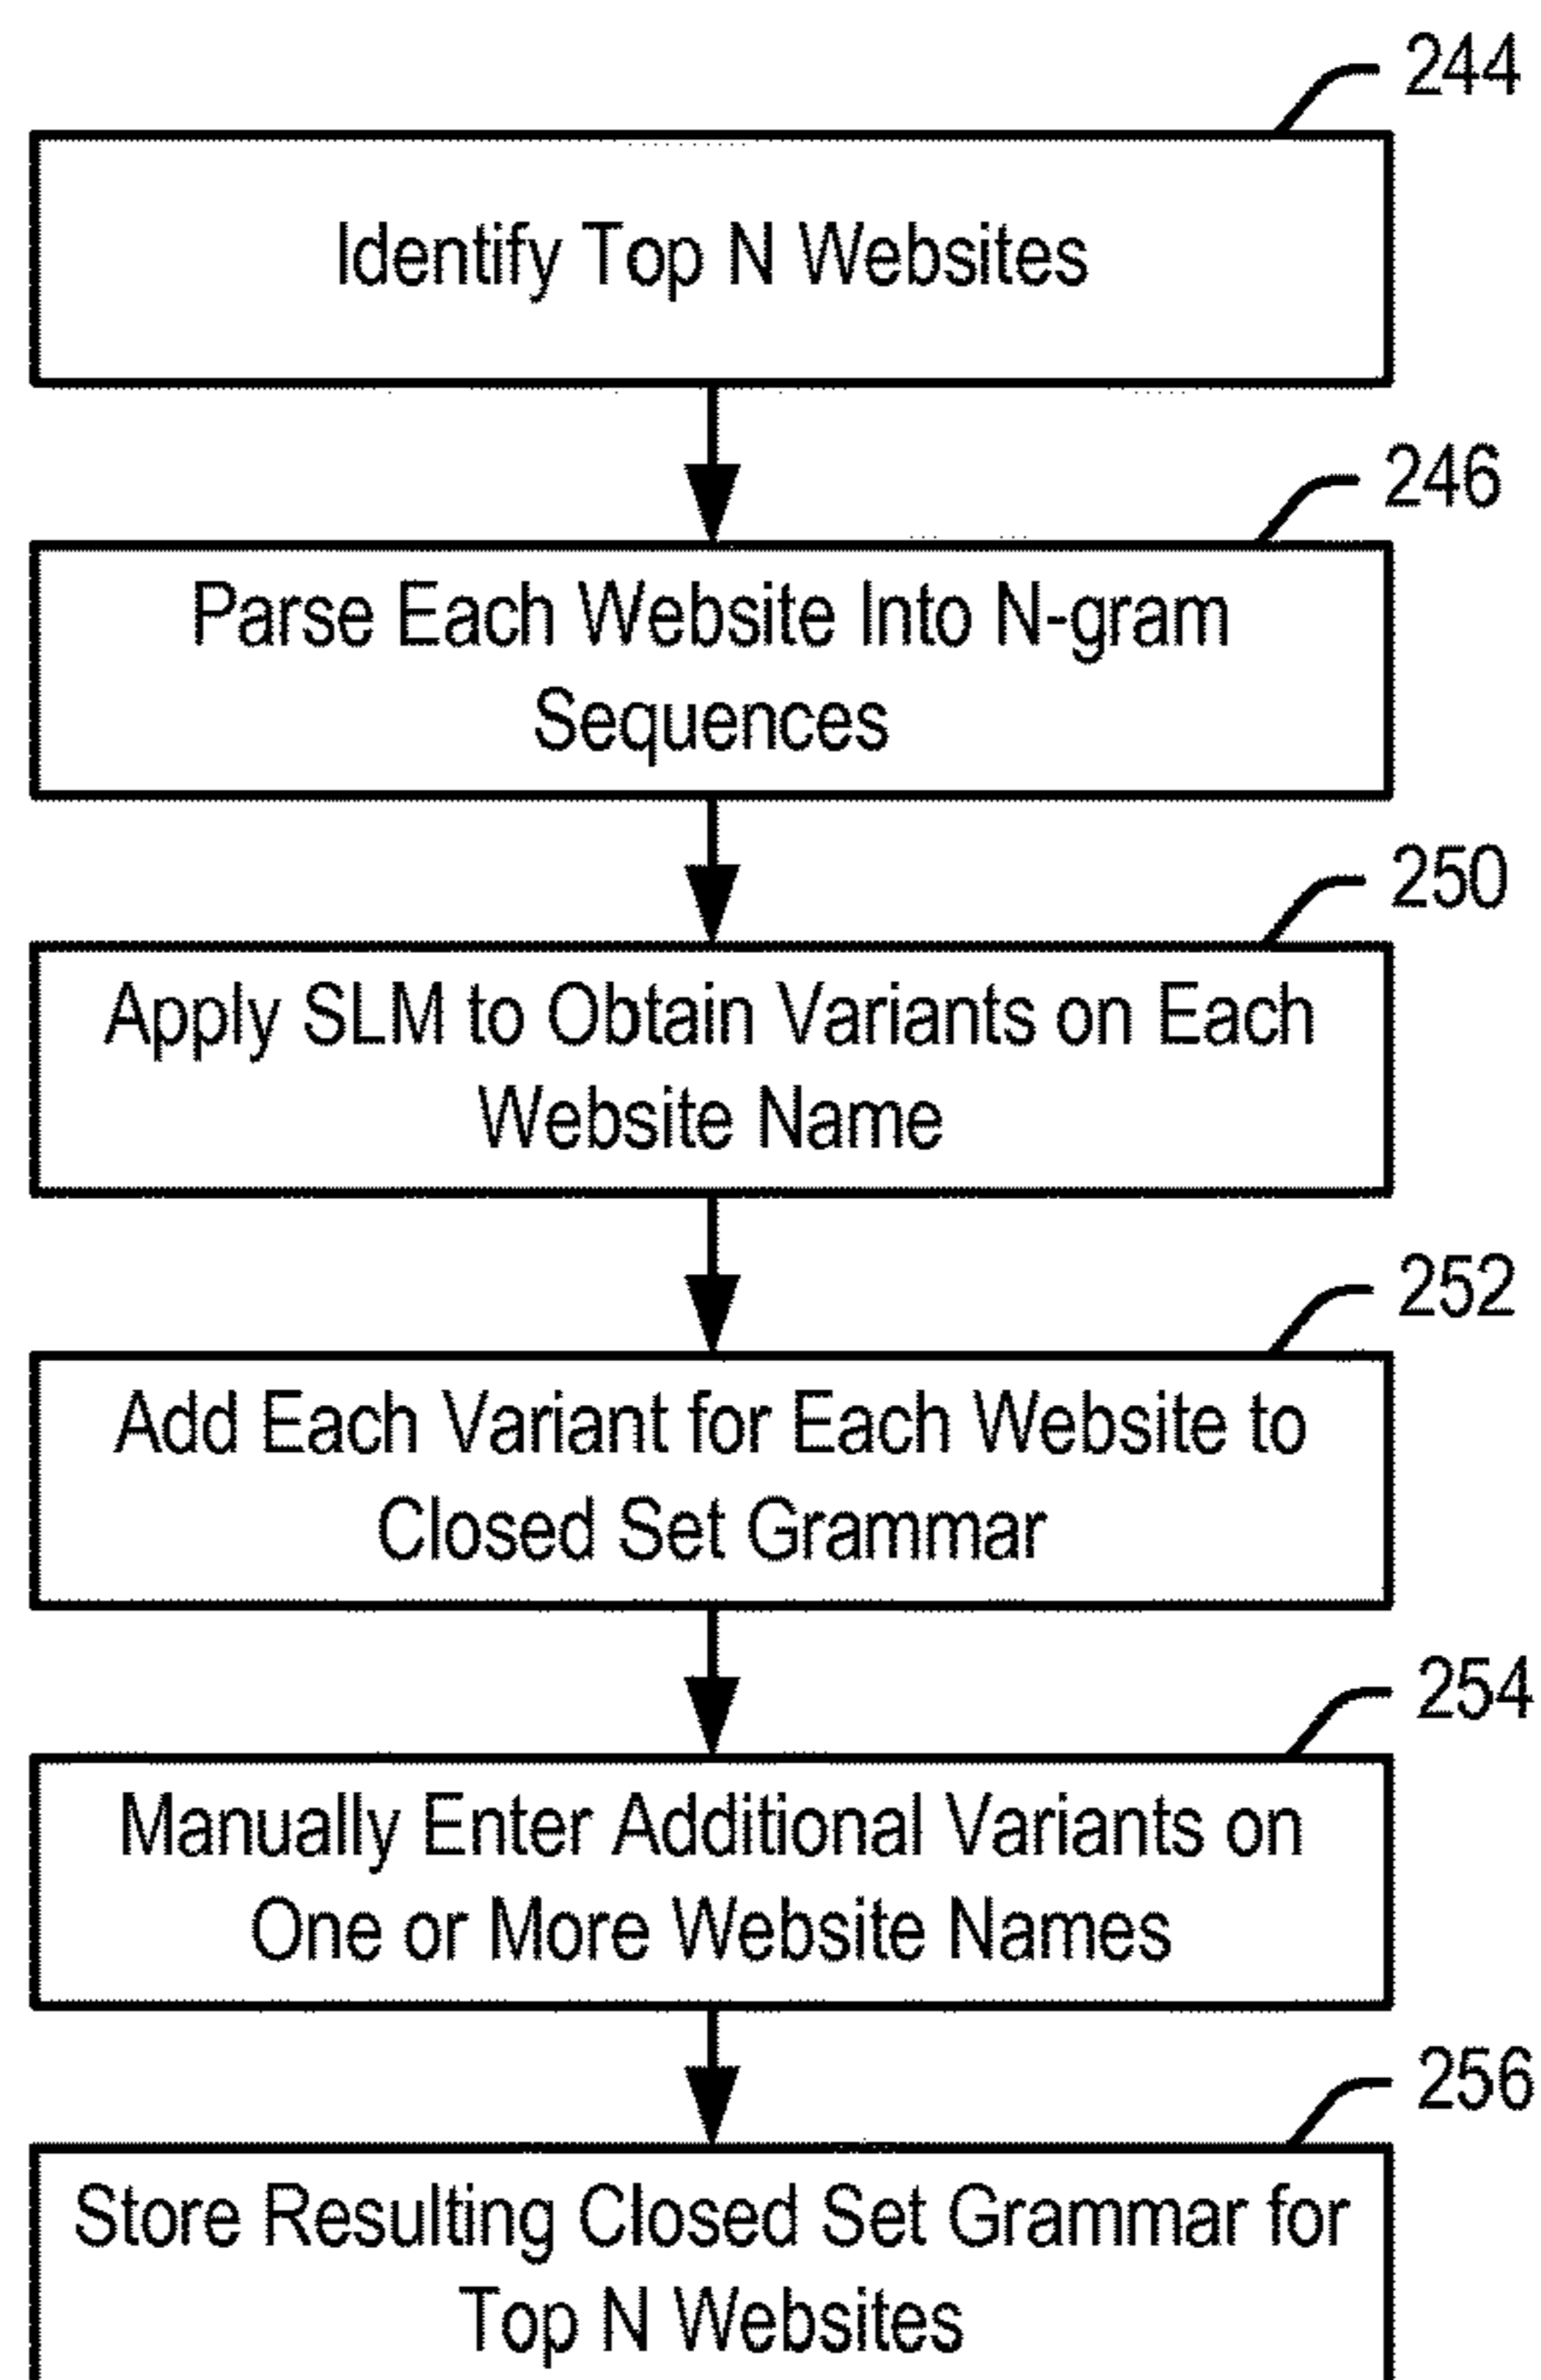 244
Identify Top N Websites
246
Parse Each Website Into N-gram
Sequences
250
Apply SLM to Obtain Variants on Each
Website Name
252
Add Each Variant for Each Website to
Closed Set Grammar
254
Manually Enter Additional Variants on
One or More Website Names
256
Store Resulting Closed Set Grammar for
Top N Websites